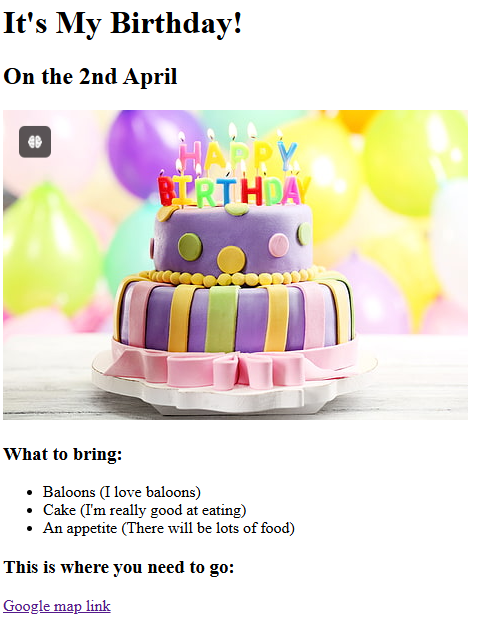 It's My Birthday!
On the 2nd April
HAPPY
BIRTHDAY
What to bring:
Baloons (I love baloons)
Cake (I'm really good at eating)
An appetite (There will be lots of food)
This is where you need to go:
Google map link